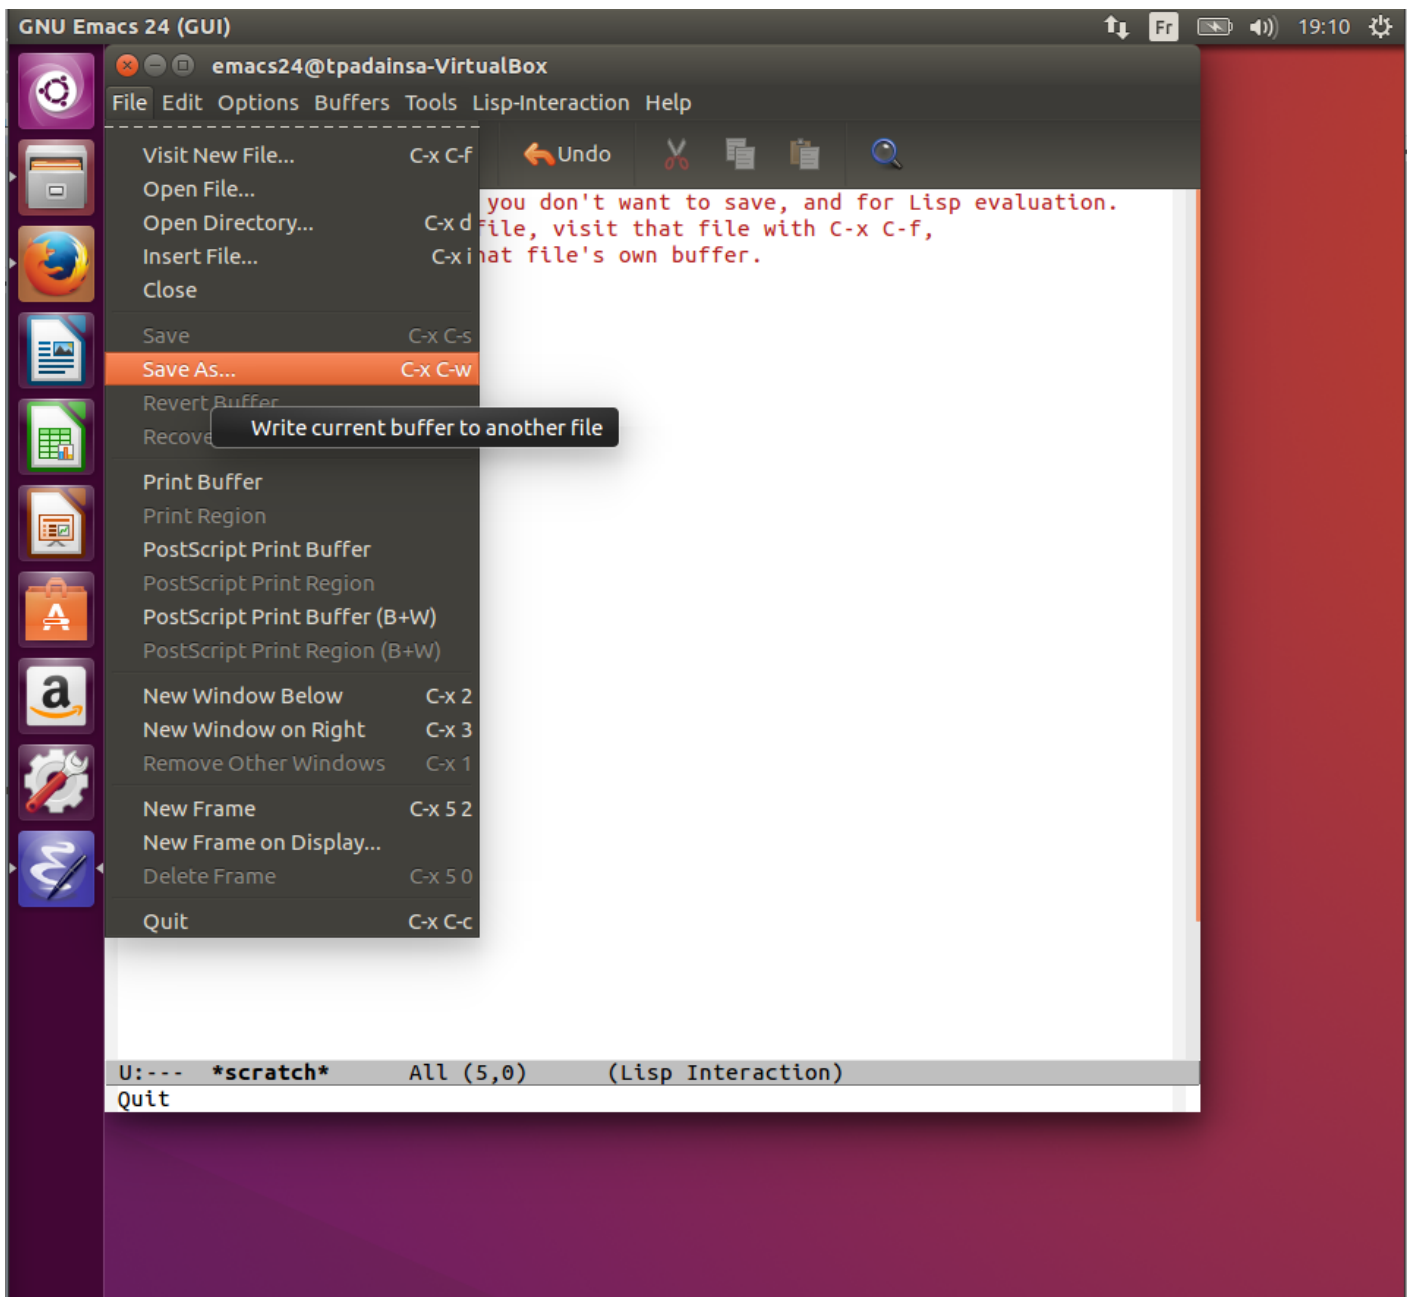 GNU Emacs 24 (GUI)
Fr
19:10
emacs24@tpadainsa-VirtualBox
File Edit Options Buffers Tools Lisp-Interaction Help
Undo
Visit New File... C-x C-f
Open File...
Open Directory... C-x d
Insert File... C-x i
Close
Save C-x C-s
Save As... C-x C-w
Revert Buffer
Write current buffer to another file
Print Buffer
Print Region
PostScript Print Buffer
PostScript Print Region
PostScript Print Buffer (B+W)
PostScript Print Region (B+W)
New Window Below C-x 2
New Window on Right C-x 3
Remove Other Windows C-x 1
New Frame C-x 5 2
New Frame on Display...
Delete Frame C-x 5 0
Quit C-x C-c
you don't want to save, and for Lisp evaluation.
file, visit that file with C-x C-f,
file's own buffer.
U:--- *scratch* All (5,0) (Lisp Interaction)
Quit